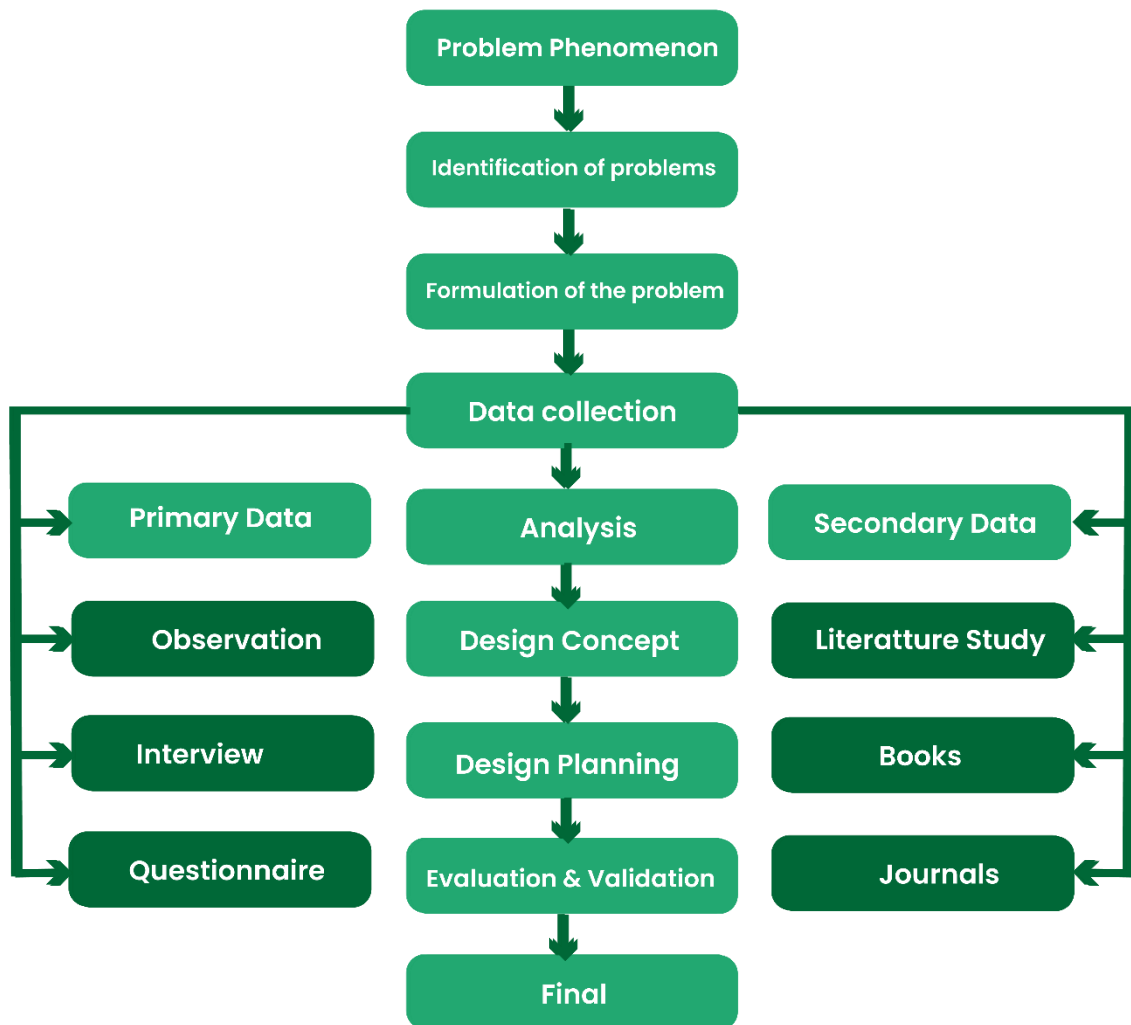 Problem Phenomenon
Identification of problems
Formulation of the problem
Data collection
Primary Data
Analysis
Secondary Data
Observation
Design Concept
Literatture Study
Interview
Design Planning
Books
Questionnaire
Evaluation & Validation
Journals
Final